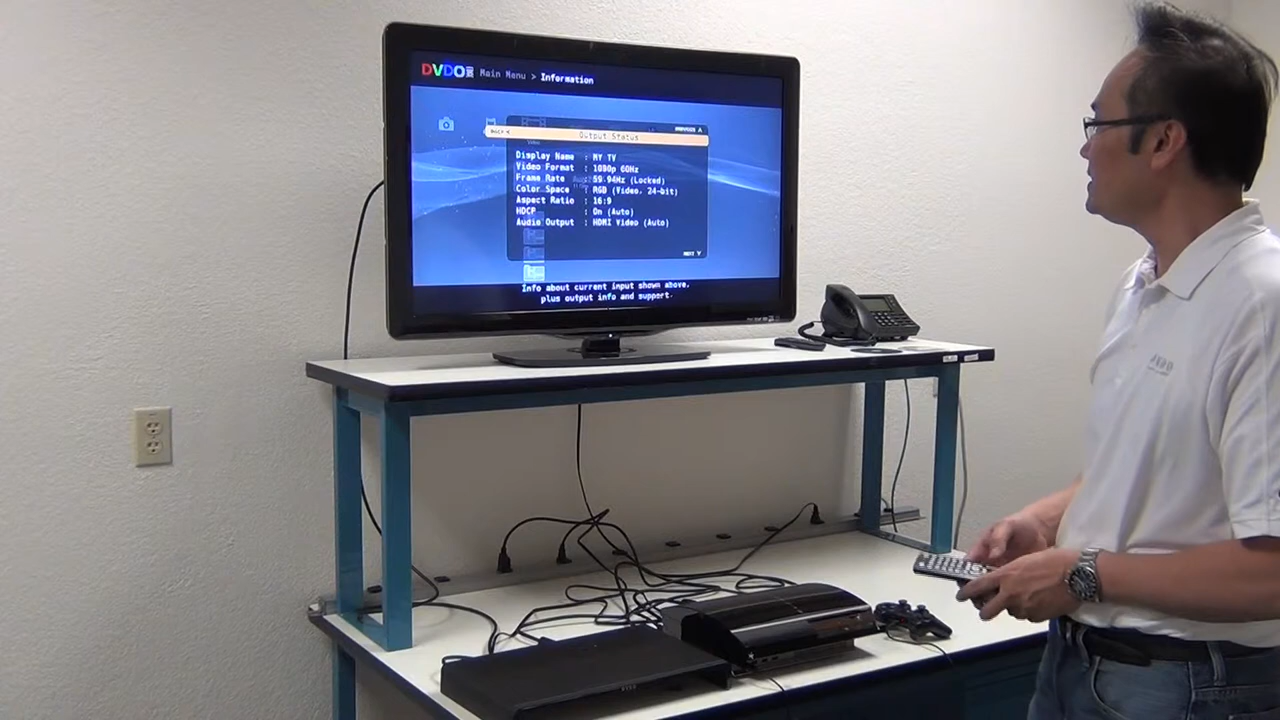 DVDO Main Menu > Information
Output Status
Display Name : MY TV
Video Format : 1080p 60Hz
Frame Rate : 59.94Hz (Locked)
Color Space : RGB (Video, 24-bit)
Aspect Ratio : 16:9
HDCP : On (Auto)
Audio Output : HDMI Video (Auto)
NEXT
Info about current input shown above,
plus output info and support.
DVDO